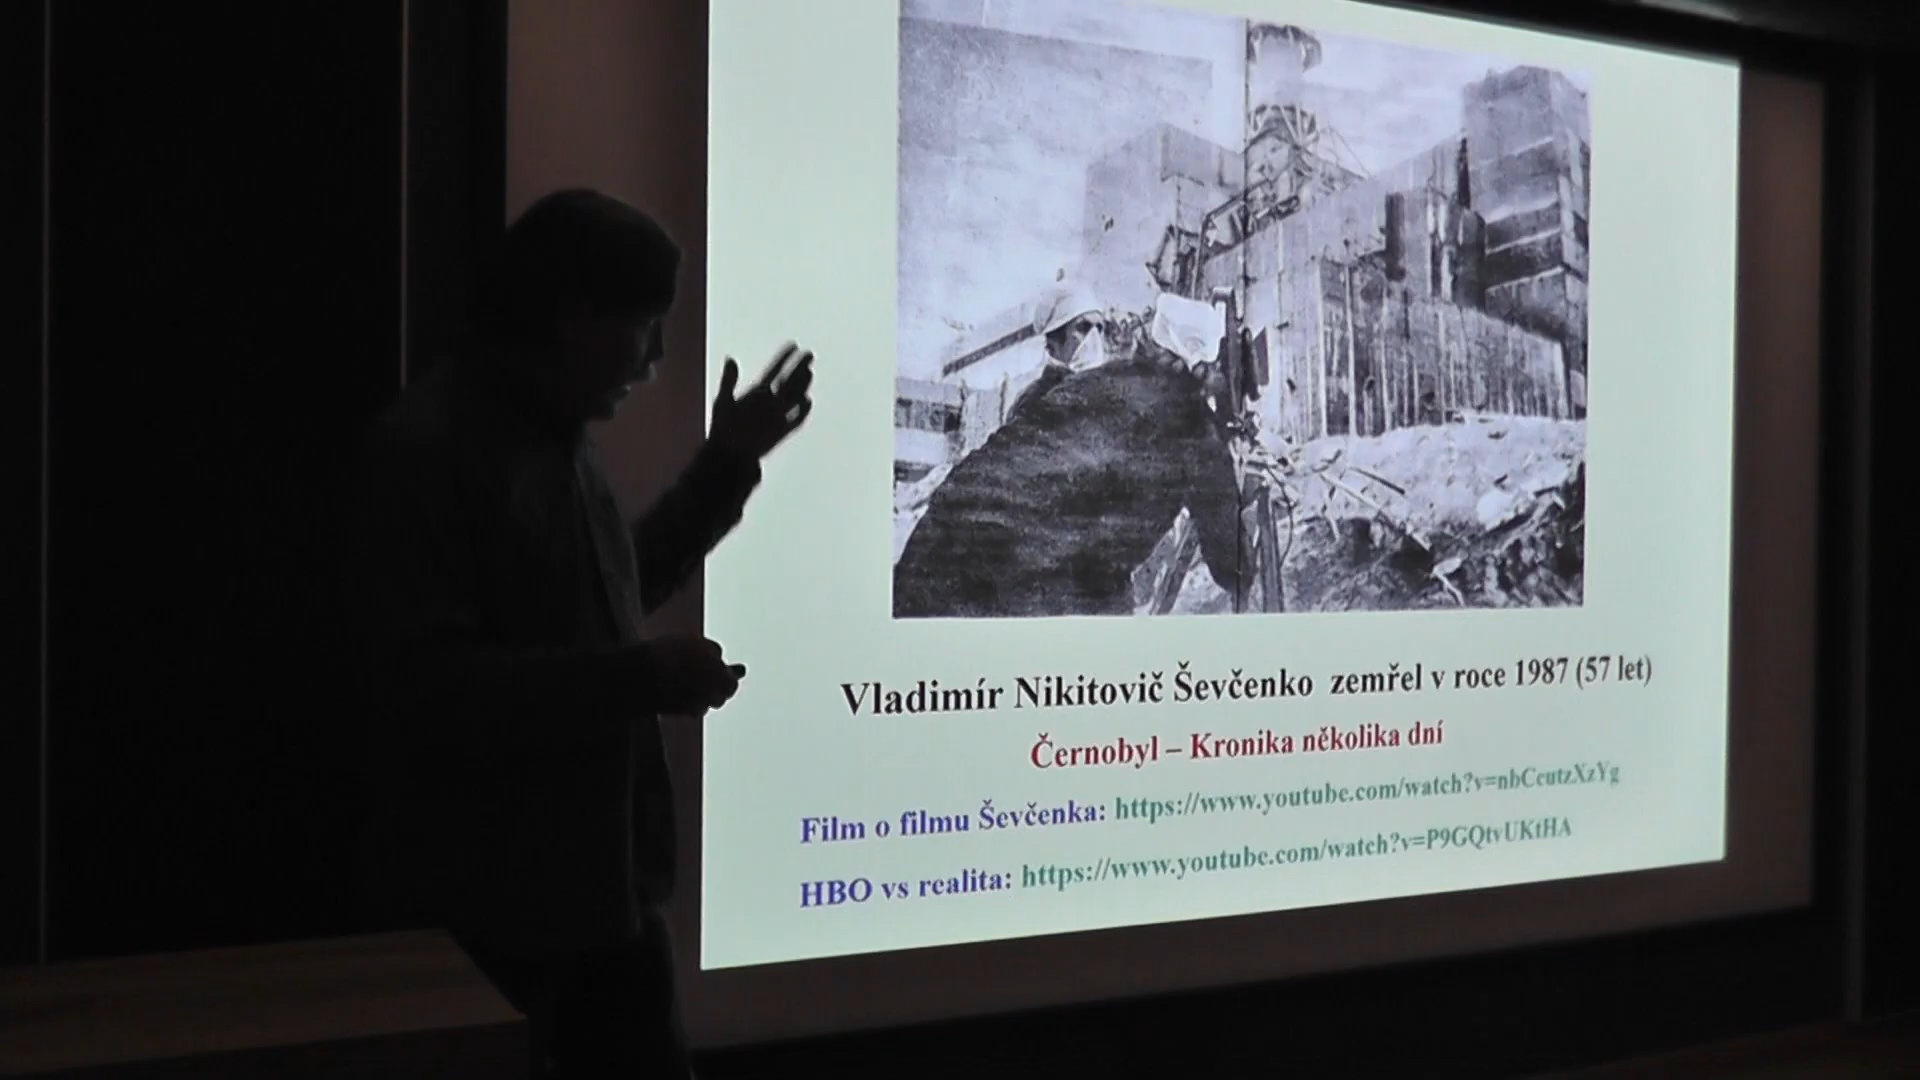 Vladimír Nikitovič Ševčenko zemřel v roce 1987 (57 let)
Černobyl – Kronika několika dní
Film o filmu Ševčenka: https://www.youtube.com/watch?v=nbCcutzXzYg
HBO vs realita: https://www.youtube.com/watch?v=P9GQtvUKtHA